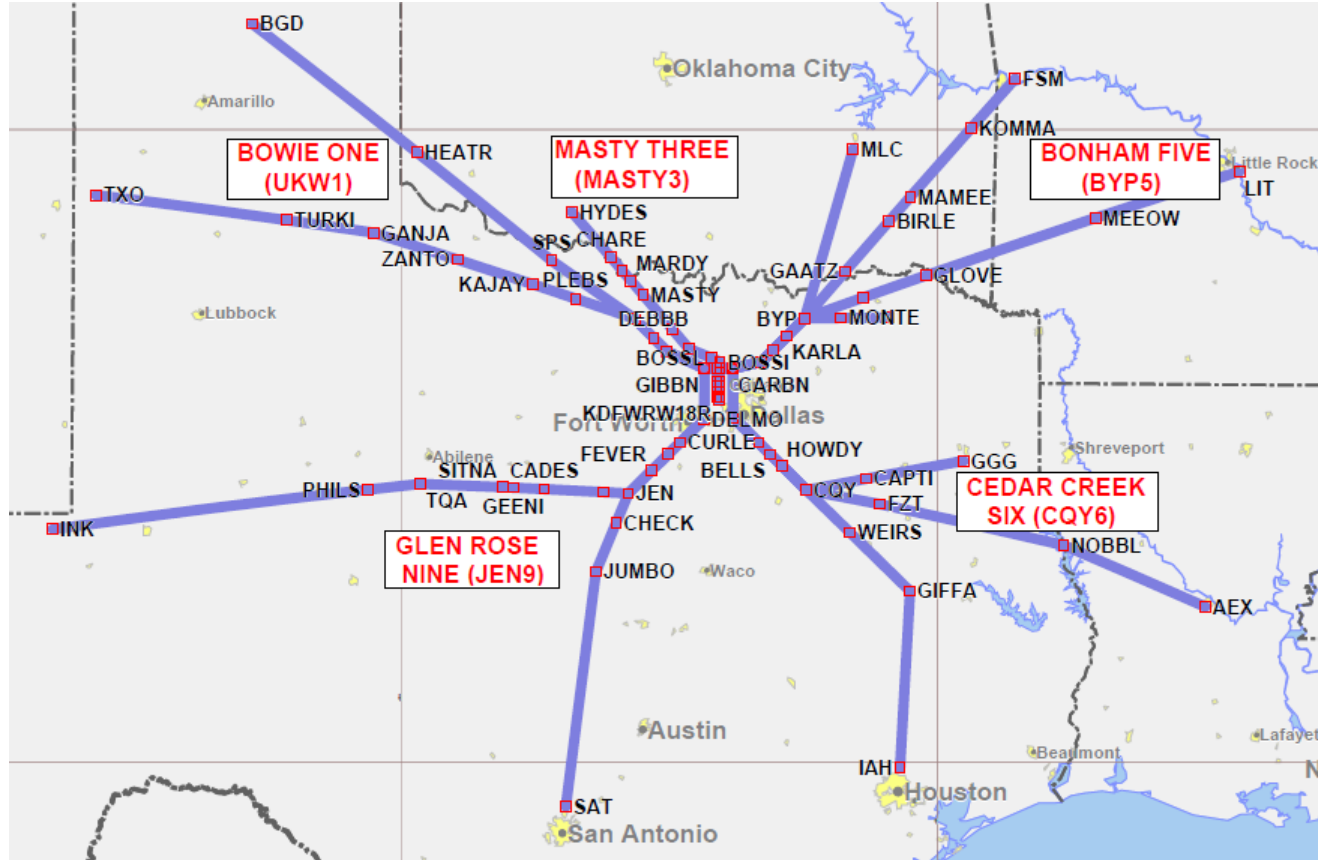 BGD
Oklahoma City
FSM
Amarillo
KOMMA
BOWIE ONE
(UKW1)
HEATR
MASTY THREE
(MASTY3)
MLC
BONHAM FIVE
(BYP5)
Little Rock
LIT
TXO
TURKI
HYDES
MAMEE
BIRLE
MEEOW
GANJA
CHARE
SPS
ZANTO
MARDY
GAATZ
GLOVE
KAJAY
PLEBS
MASTY
Lubbock
DEBBB
BYP
MONTE
BOSSL
BOSSI
KARLA
GIBBN
CARBN
KDFWRW18R
DELMO
Dallas
Fort Worth
CURLE
HOWDY
Abilene
FEVER
BELLS
Shreveport
SITNA
CADES
GGG
PHILS
TQA
GEENI
JEN
CQY
CAPTI
CEDAR CREEK
SIX (CQY6)
FZT
INK
CHECK
WEIRS
NOBBL
GLEN ROSE
NINE (JEN9)
JUMBO
Waco
GIFFA
AEX
Austin
Lafayet
Beaumont
IAH
N
Houston
SAT
San Antonio